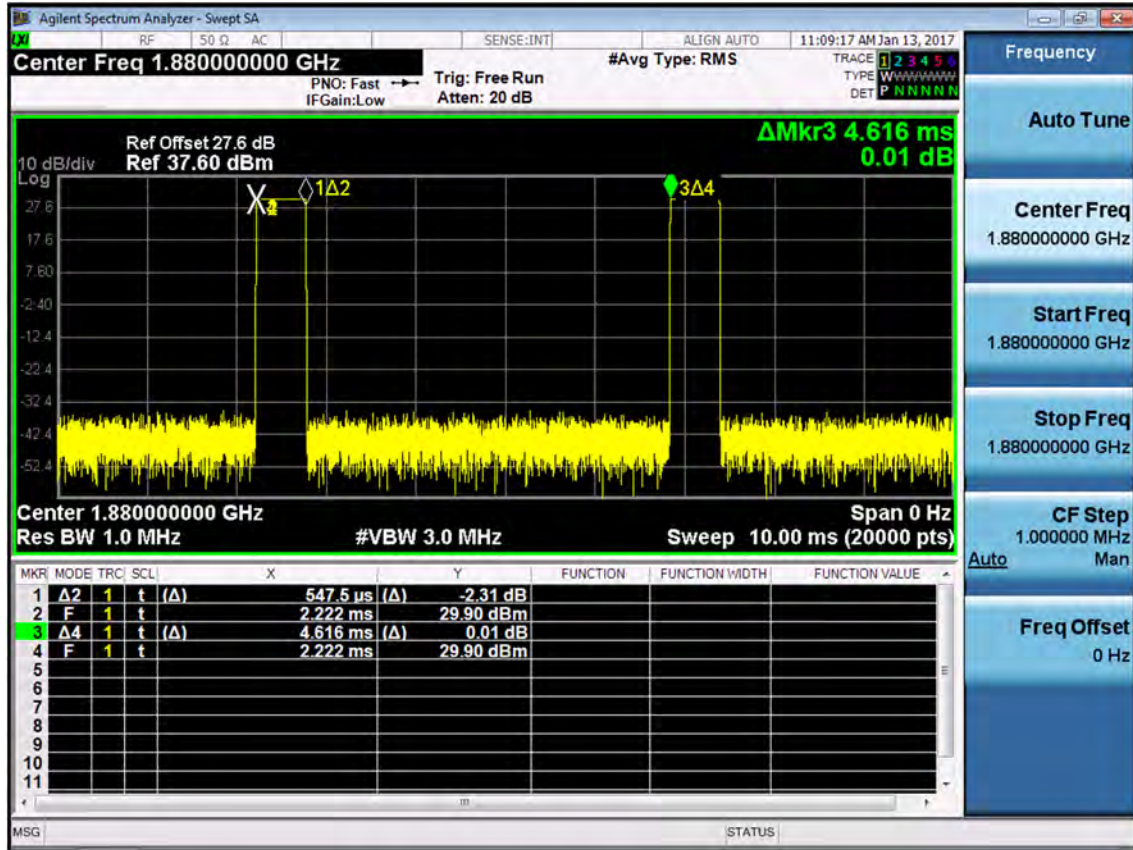 Agilent Spectrum Analyzer - Swept SA
LXI RF 50 Ω AC SENSE:INT ALIGN AUTO 11:09:17 AM Jan 13, 2017
Center Freq 1.880000000 GHz #Avg Type: RMS TRACE 1 2 3 4 5 6
PNO: Fast Trig: Free Run TYPE WWWWWW
IFGain:Low Atten: 20 dB DET P N N N N N
ΔMkr3 4.616 ms
0.01 dB
Ref Offset 27.6 dB
10 dB/div Ref 37.60 dBm
Log
1Δ2 3Δ4
27.6
17.6
7.60
-2.40
-12.4
-22.4
-32.4
-42.4
-52.4
Center 1.880000000 GHz Span 0 Hz
Res BW 1.0 MHz #VBW 3.0 MHz Sweep 10.00 ms (20000 pts)
MKR MODE TRC SCL X Y FUNCTION FUNCTION WIDTH FUNCTION VALUE
1 Δ2 1 t (Δ) 547.5 µs (Δ) -2.31 dB
2 F 1 t 2.222 ms 29.90 dBm
3 Δ4 1 t (Δ) 4.616 ms (Δ) 0.01 dB
4 F 1 t 2.222 ms 29.90 dBm
5
6
7
8
9
10
11
MSG STATUS
Frequency
Auto Tune
Center Freq
1.880000000 GHz
Start Freq
1.880000000 GHz
Stop Freq
1.880000000 GHz
CF Step
1.000000 MHz
Auto Man
Freq Offset
0 Hz